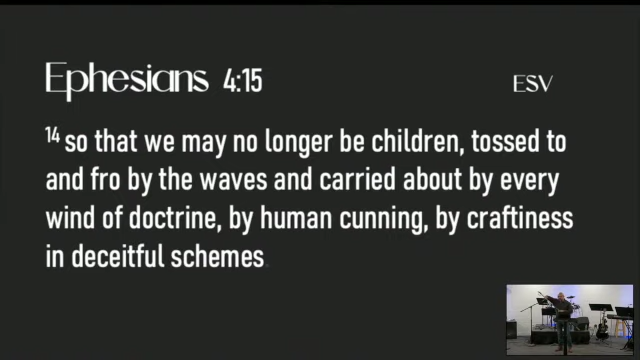 Ephesians 4:15 ESV
14 so that we may no longer be children, tossed to
and fro by the waves and carried about by every
wind of doctrine, by human cunning, by craftiness
in deceitful schemes.